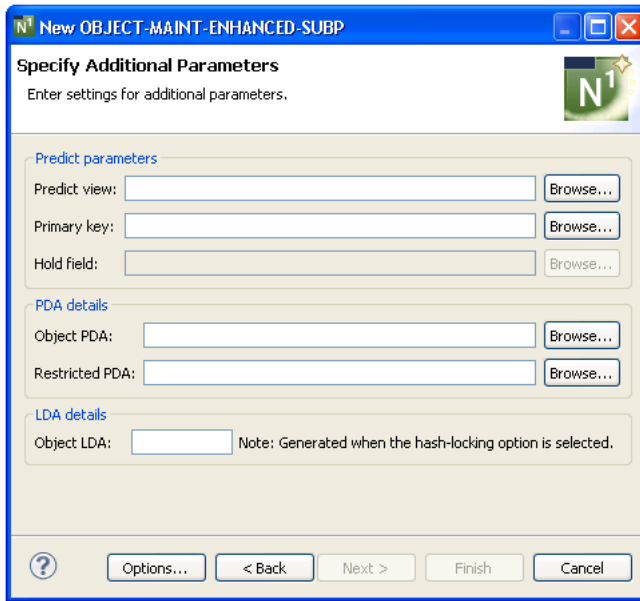 N1 New OBJECT-MAINT-ENHANCED-SUBP
Specify Additional Parameters
Enter settings for additional parameters.
N1
Predict parameters
Predict view: Browse...
Primary key: Browse...
Hold field: Browse...
PDA details
Object PDA: Browse...
Restricted PDA: Browse...
LDA details
Object LDA: Note: Generated when the hash-locking option is selected.
? Options... < Back Next > Finish Cancel